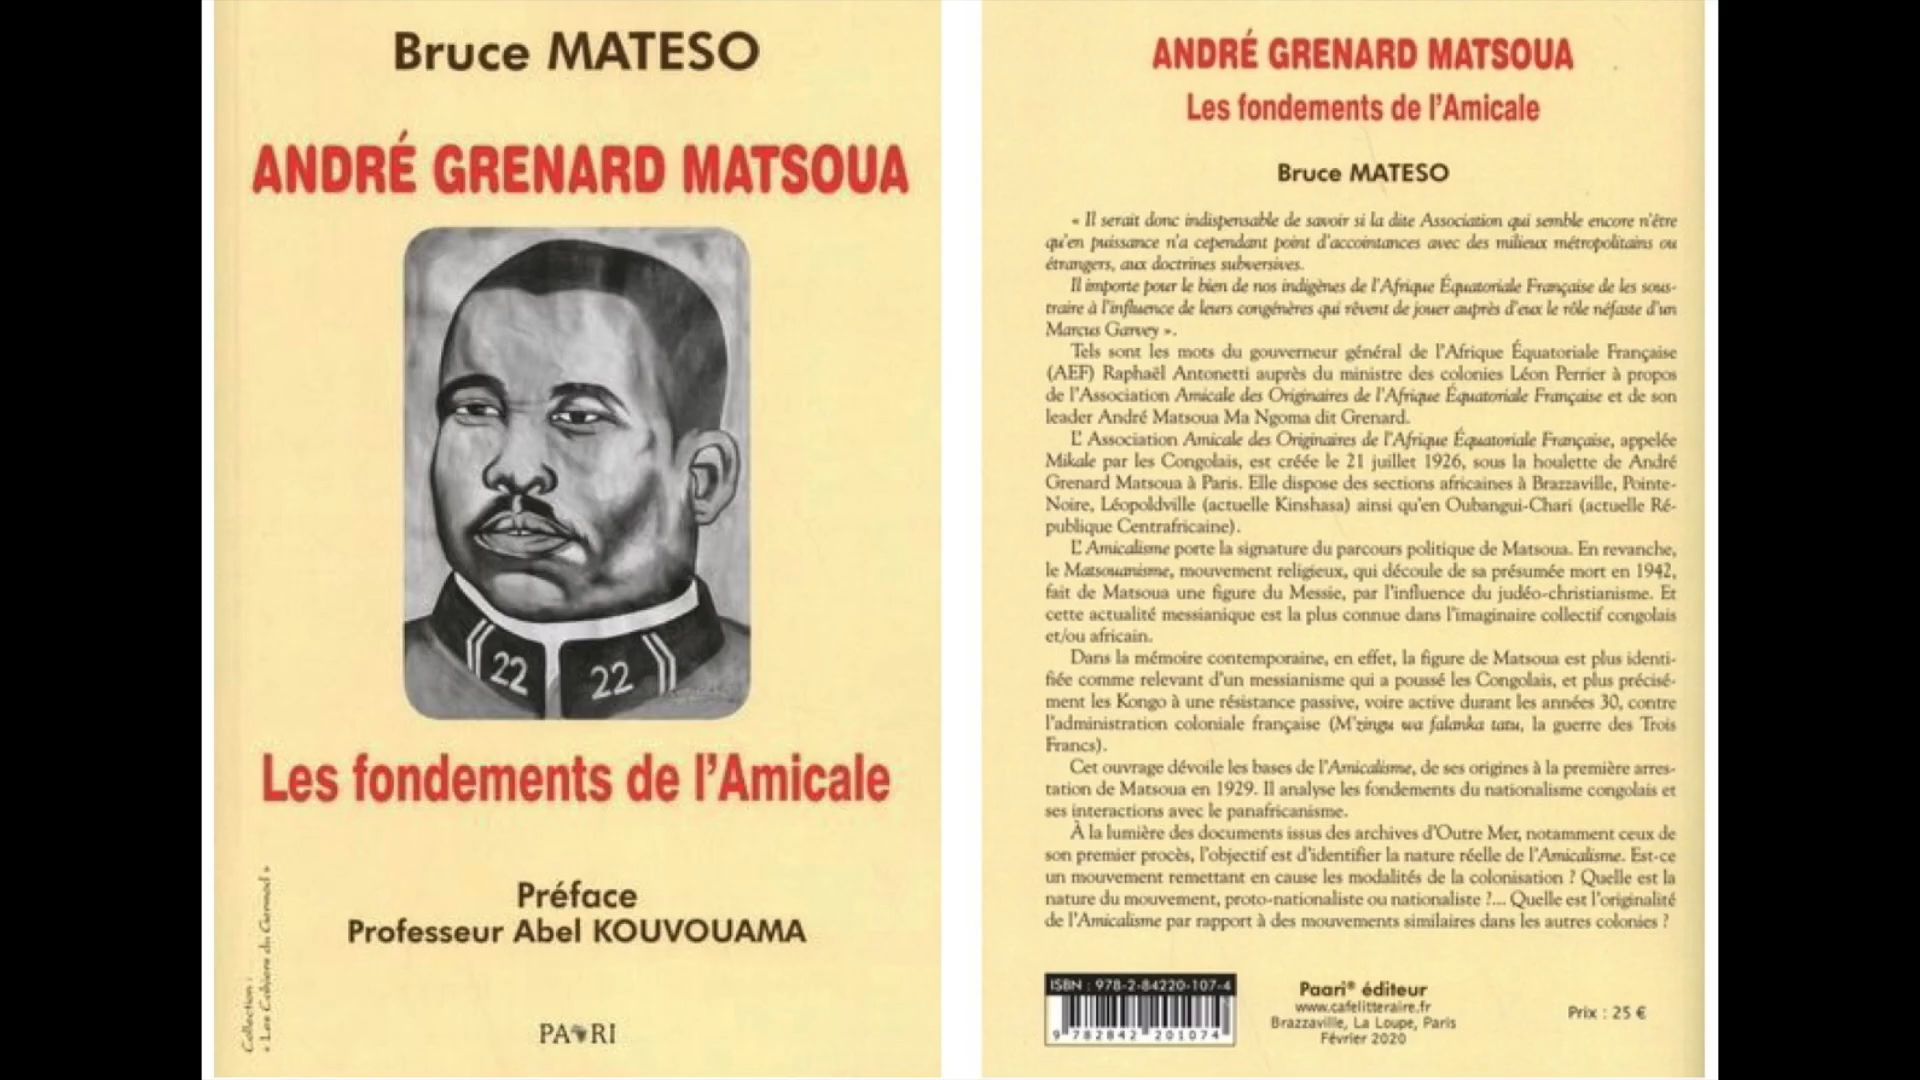 Bruce MATESO
ANDRÉ GRENARD MATSOUA
22 22
Les fondements de l'Amicale
Préface
Professeur Abel KOUVOUAMA
Collection :
« Les Cahiers du Gernod »
PAARI
ANDRÉ GRENARD MATSOUA
Les fondements de l'Amicale
Bruce MATESO
« Il serait donc indispensable de savoir si la dite Association qui semble encore n'être
qu'en puissance n'a cependant point d'accointances avec des milieux métropolitains ou
étrangers, aux doctrines subversives.
Il importe pour le bien de nos indigènes de l'Afrique Équatoriale Française de les sous-
traire à l'influence de leurs congénères qui rêvent de jouer auprès d'eux le rôle néfaste d'un
Marcus Garvey ».
Tels sont les mots du gouverneur général de l'Afrique Équatoriale Française
(AEF) Raphaël Antonetti auprès du ministre des colonies Léon Perrier à propos
de l'Association Amicale des Originaires de l'Afrique Équatoriale Française et de son
leader André Matsoua Ma Ngoma dit Grenard.
L' Association Amicale des Originaires de l'Afrique Équatoriale Française, appelée
Mikale par les Congolais, est créée le 21 juillet 1926, sous la houlette de André
Grenard Matsoua à Paris. Elle dispose des sections africaines à Brazzaville, Pointe-
Noire, Léopoldville (actuelle Kinshasa) ainsi qu'en Oubangui-Chari (actuelle Ré-
publique Centrafricaine).
L' Amicalisme porte la signature du parcours politique de Matsoua. En revanche,
le Matsouanisme, mouvement religieux, qui découle de sa présumée mort en 1942,
fait de Matsoua une figure du Messie, par l'influence du judéo-christianisme. Et
cette actualité messianique est la plus connue dans l'imaginaire collectif congolais
et/ou africain.
Dans la mémoire contemporaine, en effet, la figure de Matsoua est plus identi-
fiée comme relevant d'un messianisme qui a poussé les Congolais, et plus précisé-
ment les Kongo à une résistance passive, voire active durant les années 30, contre
l'administration coloniale française (M'zingu wa falanka tatu, la guerre des Trois
Francs).
Cet ouvrage dévoile les bases de l'Amicalisme, de ses origines à la première arres-
tation de Matsoua en 1929. Il analyse les fondements du nationalisme congolais et
ses interactions avec le panafricanisme.
À la lumière des documents issus des archives d'Outre Mer, notamment ceux de
son premier procès, l'objectif est d'identifier la nature réelle de l'Amicalisme. Est-ce
un mouvement remettant en cause les modalités de la colonisation ? Quelle est la
nature du mouvement, proto-nationaliste ou nationaliste ?... Quelle est l'originalité
de l'Amicalisme par rapport à des mouvements similaires dans les autres colonies ?
ISBN : 978-2-84220-107-4
9 782842 201074
Paari® éditeur
www.cafelitteraire.fr
Brazzaville, La Loupe, Paris
Février 2020
Prix : 25 €